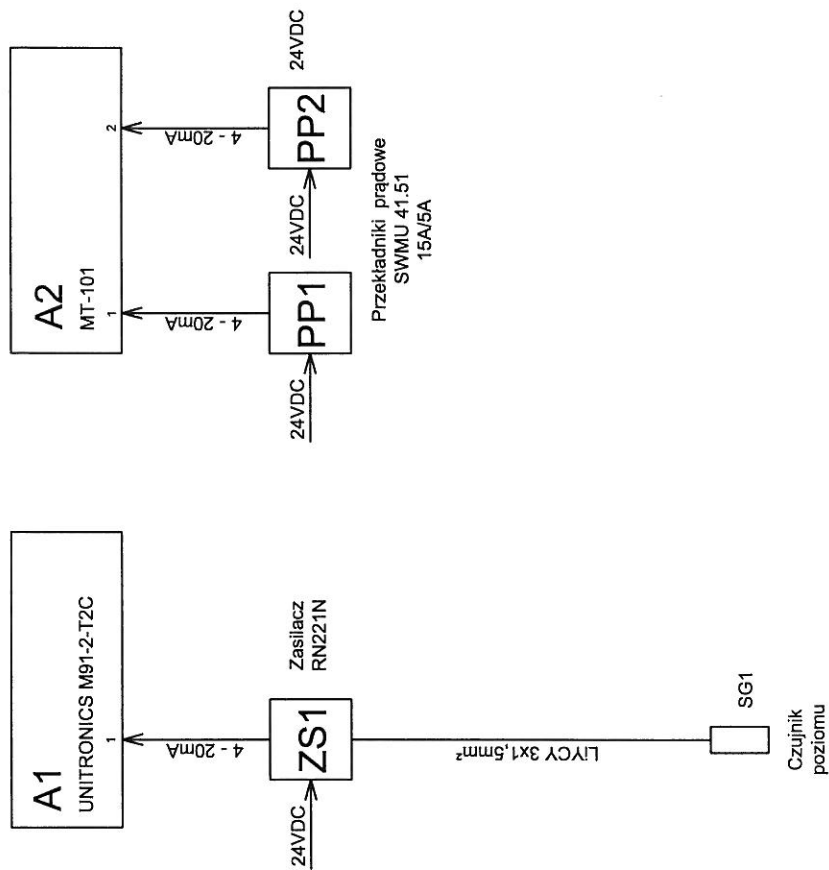 A1
UNITRONICS M91-2-T2C
1
4 - 20mA
24VDC
ZS1
Zasilacz
RN221N
LiYCY 3x1,5mm²
SG1
Czujnik
poziomu
A2
MT-101
1
2
4 - 20mA
4 - 20mA
24VDC
PP1
24VDC
PP2
24VDC
Przekładniki prądowe
SWMU 41.51
15A/5A